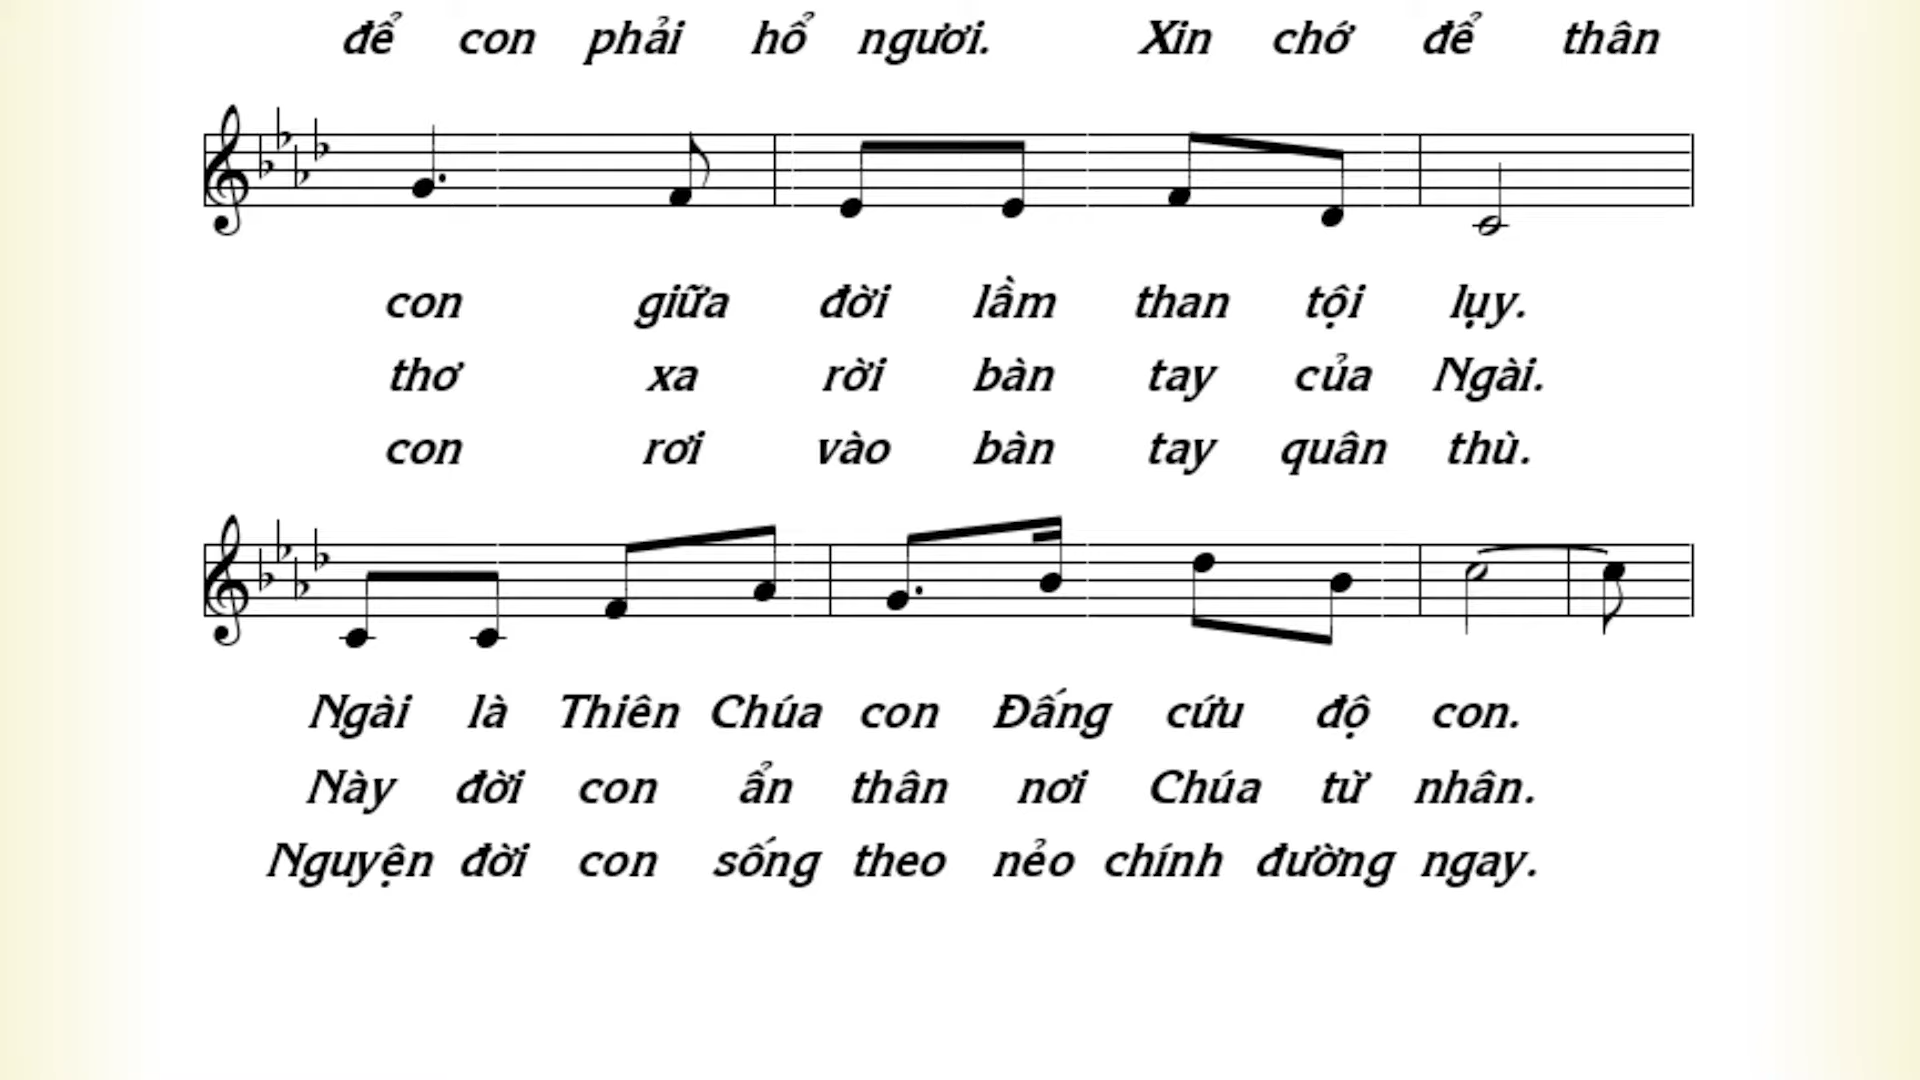 để con phải hổ ngươi. Xin chớ để thân
con giữa đời lầm than tội lụy.
thơ xa rời bàn tay của Ngài.
con rơi vào bàn tay quân thù.
Ngài là Thiên Chúa con Đấng cứu độ con.
Này đời con ẩn thân nơi Chúa từ nhân.
Nguyện đời con sống theo nẻo chính đường ngay.